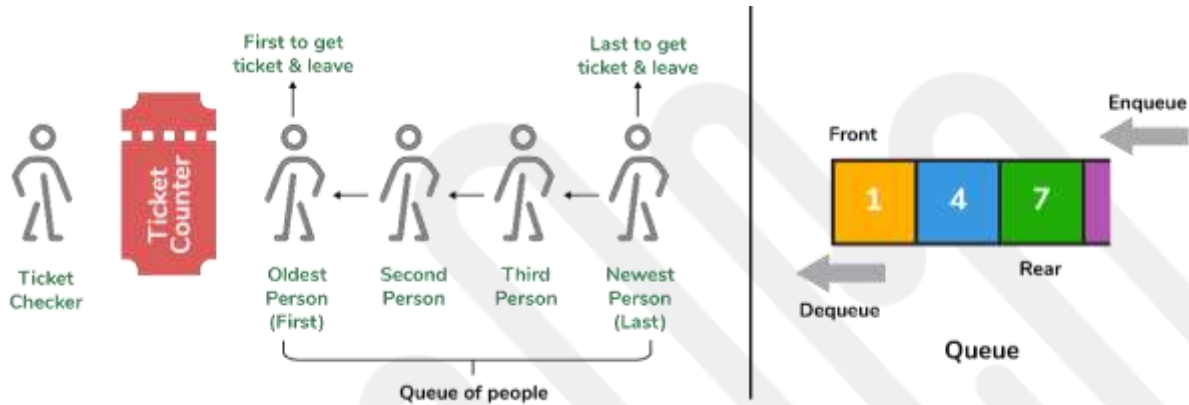 First to get
ticket & leave
Last to get
ticket & leave
Ticket
Counter
Ticket
Checker
Oldest
Person
(First)
Second
Person
Third
Person
Newest
Person
(Last)
Queue of people
Enqueue
Front
1 4 7
Rear
Dequeue
Queue